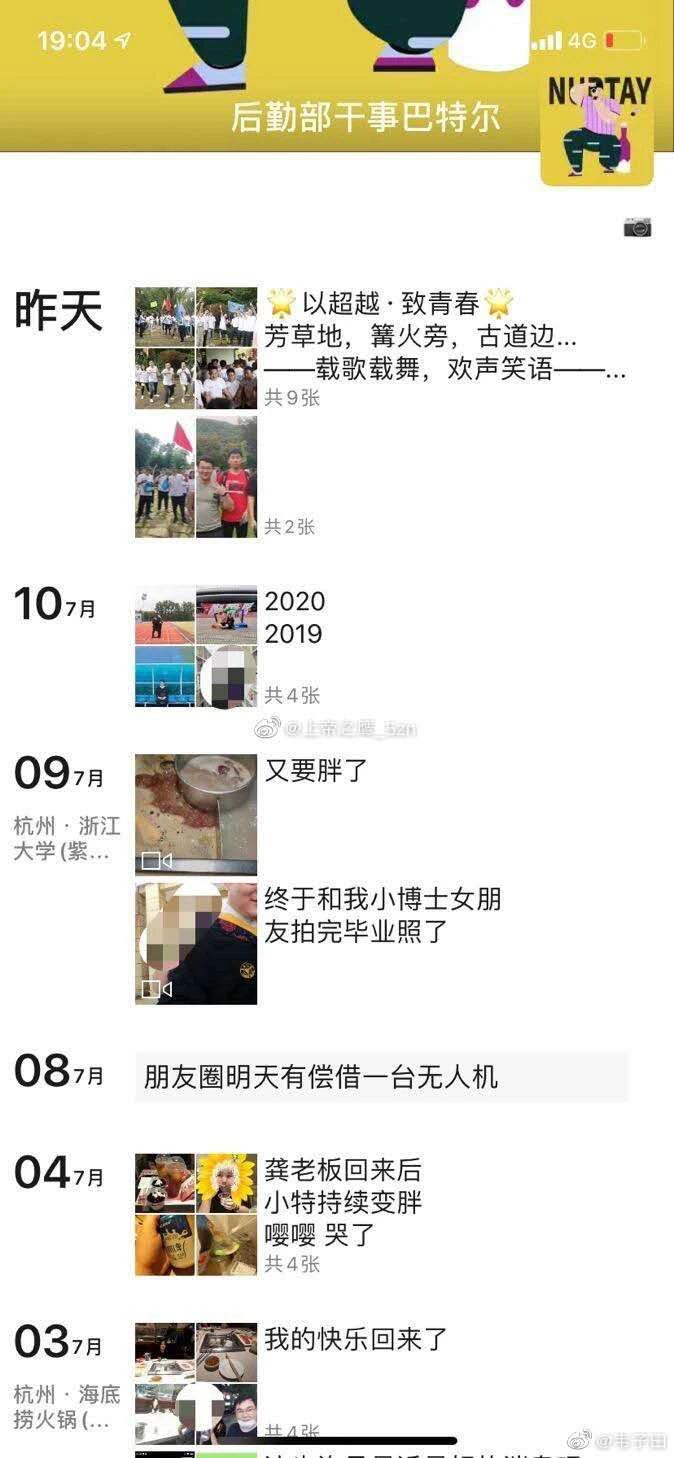 19:04
4G
NURTAY
后勤部干事巴特尔
昨天
🌟以超越·致青春🌟
芳草地，篝火旁，古道边...
——载歌载舞，欢声笑语——...
共9张
共2张
10 7月
2020
2019
共4张
@上帝之鹰_5zn
09 7月
杭州·浙江
大学(紫...
又要胖了
终于和我小博士女朋
友拍完毕业照了
08 7月
朋友圈明天有偿借一台无人机
04 7月
龚老板回来后
小特持续变胖
嘤嘤 哭了
共4张
03 7月
杭州·海底
捞火锅(...
我的快乐回来了
共4张
@韦子田